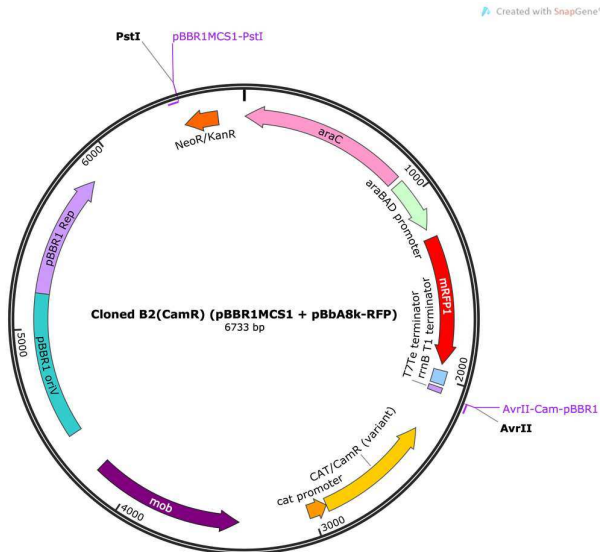 Created with SnapGene®
PstI
pBBR1MCS1-PstI
NeoR/KanR
araC
1000
araBAD promoter
mRFP1
T7Te terminator
rrnB T1 terminator
2000
AvrII-Cam-pBBR1
AvrII
CAT/CamR (variant)
cat promoter
3000
mob
4000
pBBR1 oriV
5000
pBBR1 Rep
6000
Cloned B2(CamR) (pBBR1MCS1 + pBbA8k-RFP)
6733 bp